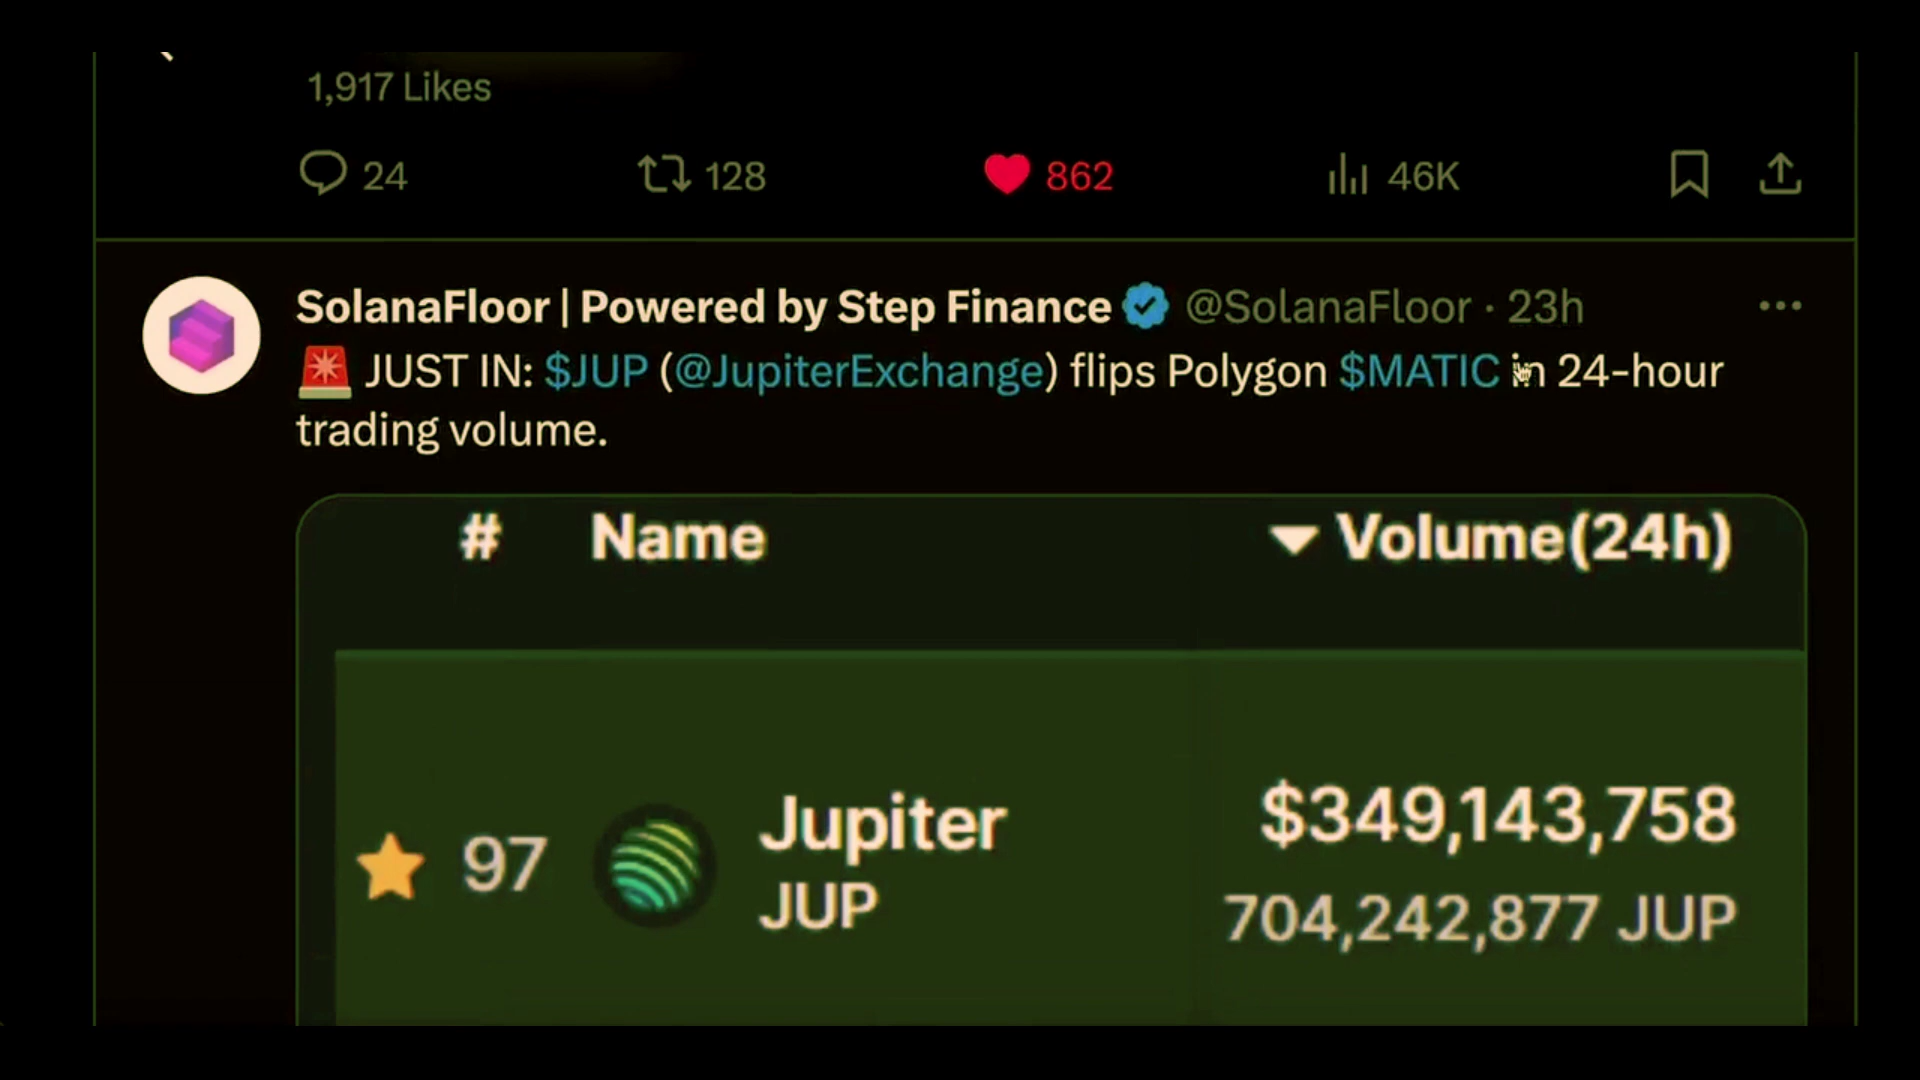 1,917 Likes
24 128 862 46K
SolanaFloor | Powered by Step Finance @SolanaFloor · 23h
JUST IN: $JUP (@JupiterExchange) flips Polygon $MATIC in 24-hour
trading volume.
# Name Volume(24h)
97 Jupiter $349,143,758
JUP 704,242,877 JUP